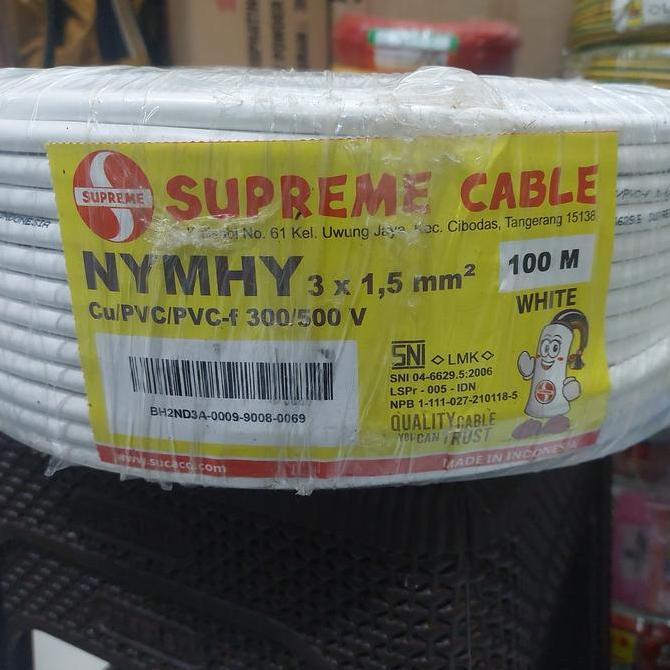 SUPREME
SUPREME CABLE
No. 61 Kel. Uwung Jaya, Kec. Cibodas, Tangerang 15138
NYMHY 3 x 1,5 mm²
100 M
Cu/PVC/PVC-f 300/500 V
WHITE
SNI LMK
SNI 04-6629.5:2006
LSPr - 005 - IDN
NPB 1-111-027-210118-5
BH2ND3A-0009-9008-0069
QUALITY CABLE
YOU CAN TRUST
www.sucaco.com
MADE IN INDONESIA
INDONESIA